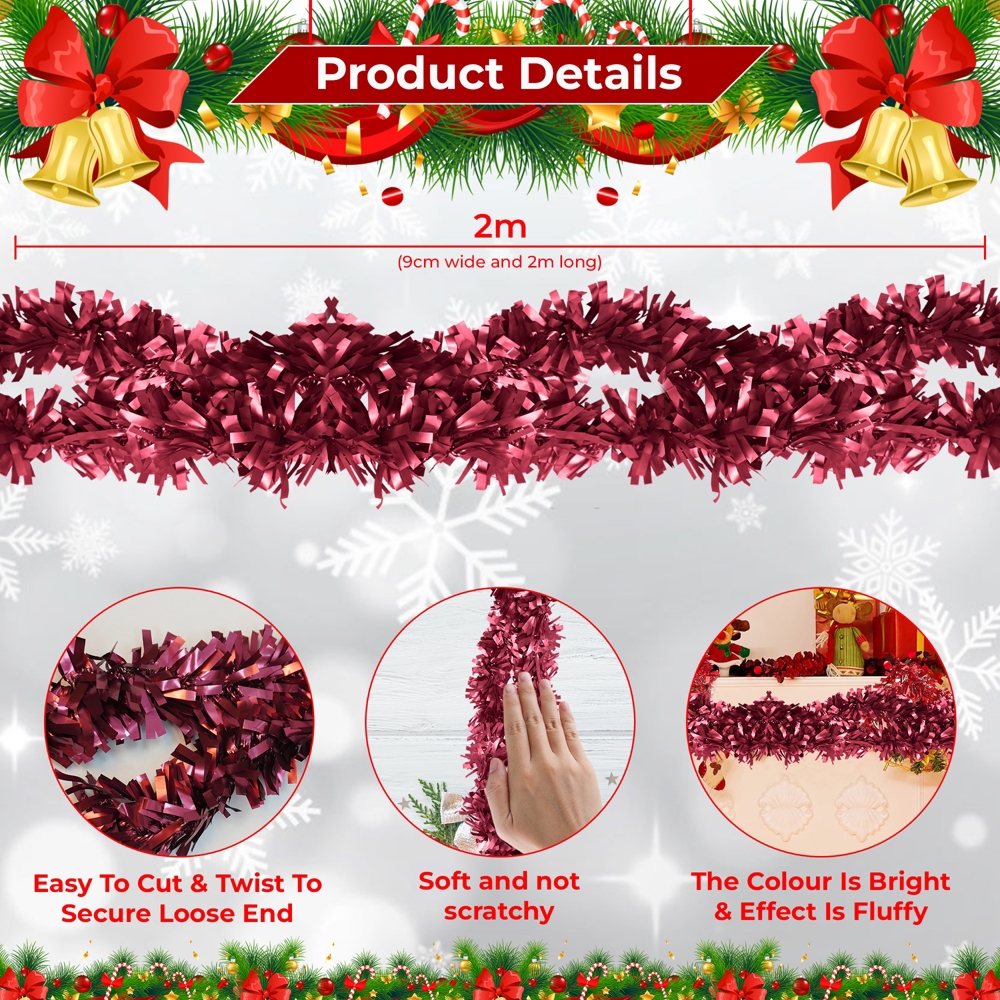 Product Details
2m
(9cm wide and 2m long)
Easy To Cut & Twist To
Secure Loose End
Soft and not
scratchy
The Colour Is Bright
& Effect Is Fluffy